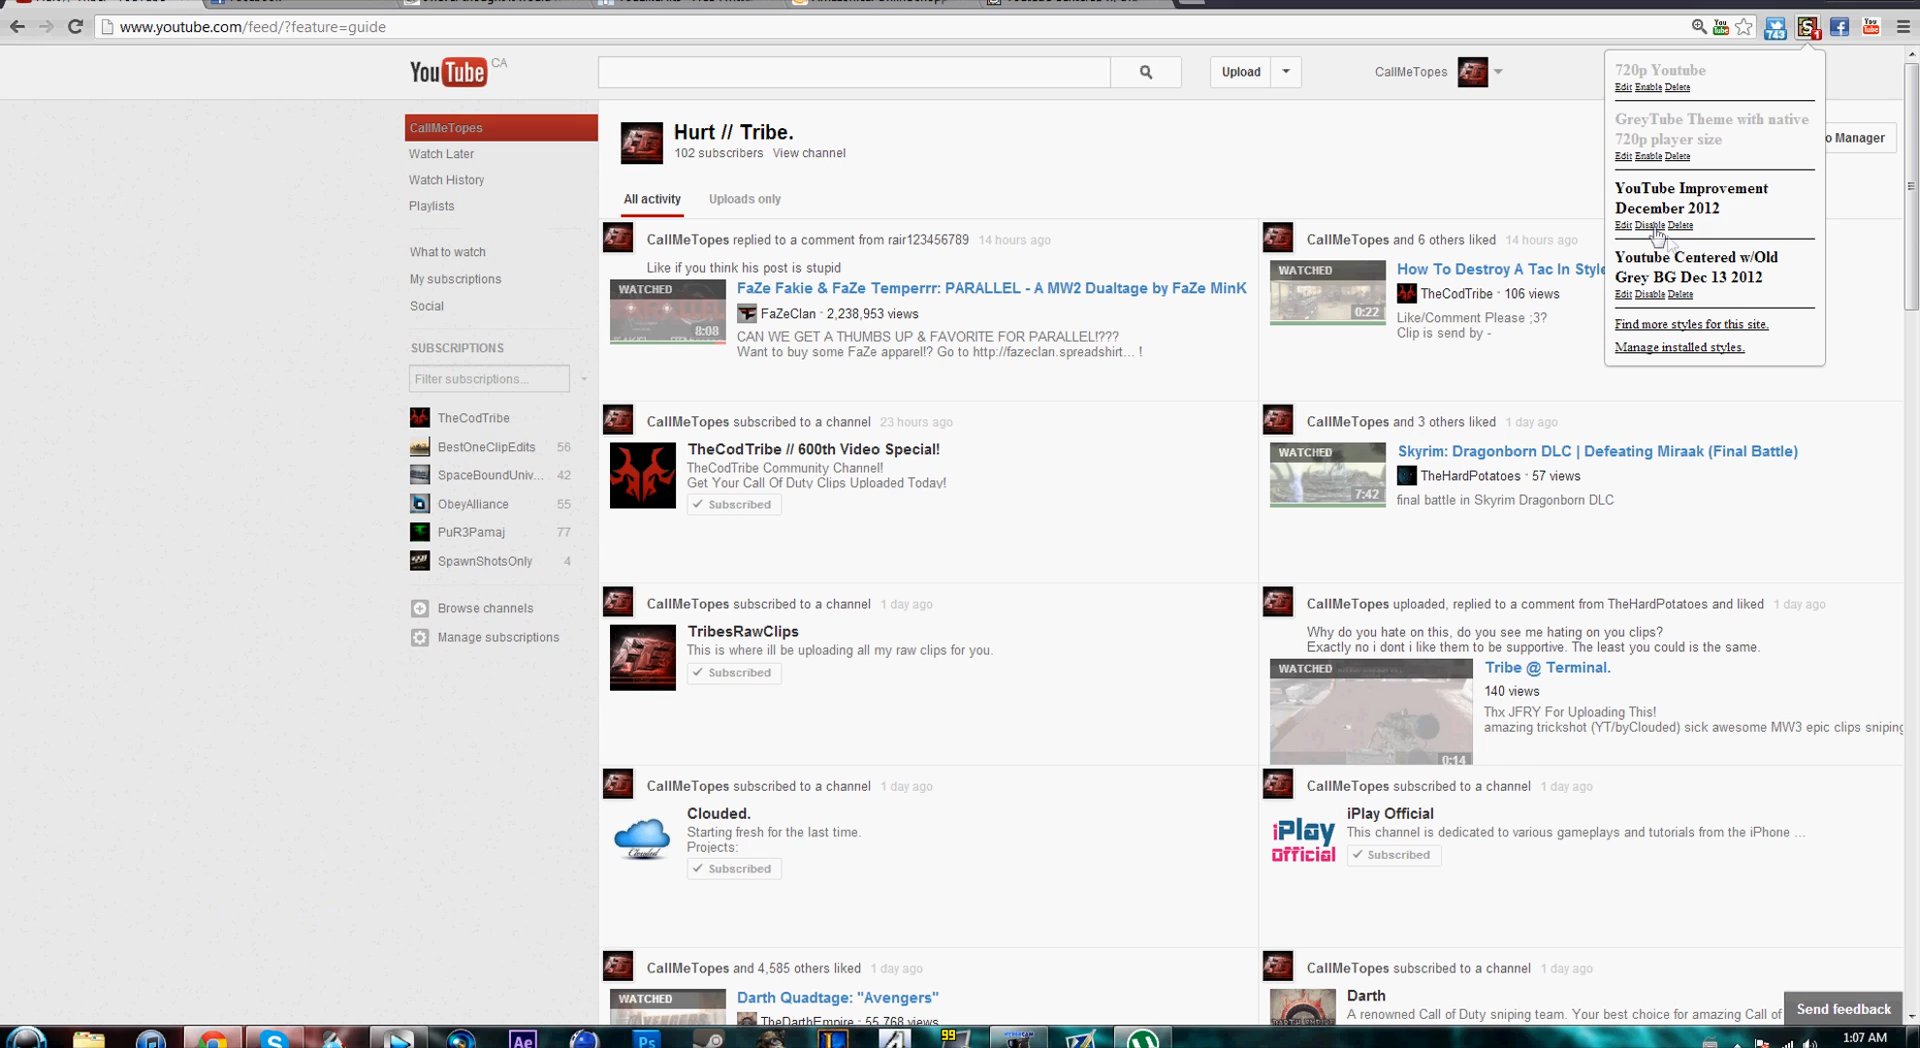 www.youtube.com/feed/?feature=guide
743
1
You Tube CA
Upload
CallMeTopes
720p Youtube
Edit Enable Delete
GreyTube Theme with native
720p player size
Edit Enable Delete
YouTube Improvement
December 2012
Edit Disable Delete
Youtube Centered w/Old
Grey BG Dec 13 2012
Edit Disable Delete
Find more styles for this site.
Manage installed styles.
o Manager
CallMeTopes
Watch Later
Watch History
Playlists
What to watch
My subscriptions
Social
SUBSCRIPTIONS
Filter subscriptions...
TheCodTribe
BestOneClipEdits 56
SpaceBoundUniv... 42
ObeyAlliance 55
PuR3Pamaj 77
SpawnShotsOnly 4
Browse channels
Manage subscriptions
Hurt // Tribe.
102 subscribers View channel
All activity Uploads only
CallMeTopes replied to a comment from rair123456789 14 hours ago
Like if you think his post is stupid
WATCHED
8:08
FaZe Fakie & FaZe Temperrr: PARALLEL - A MW2 Dualtage by FaZe MinK
FaZeClan · 2,238,953 views
CAN WE GET A THUMBS UP & FAVORITE FOR PARALLEL!???
Want to buy some FaZe apparel!? Go to http://fazeclan.spreadshirt... !
CallMeTopes and 6 others liked 14 hours ago
WATCHED
0:22
How To Destroy A Tac In Style
TheCodTribe · 106 views
Like/Comment Please ;3?
Clip is send by -
CallMeTopes subscribed to a channel 23 hours ago
TheCodTribe // 600th Video Special!
TheCodTribe Community Channel!
Get Your Call Of Duty Clips Uploaded Today!
Subscribed
CallMeTopes and 3 others liked 1 day ago
WATCHED
7:42
Skyrim: Dragonborn DLC | Defeating Miraak (Final Battle)
TheHardPotatoes · 57 views
final battle in Skyrim Dragonborn DLC
CallMeTopes subscribed to a channel 1 day ago
TribesRawClips
This is where ill be uploading all my raw clips for you.
Subscribed
CallMeTopes uploaded, replied to a comment from TheHardPotatoes and liked 1 day ago
Why do you hate on this, do you see me hating on you clips?
Exactly no i dont i like them to be supportive. The least you could is the same.
WATCHED
0:14
Tribe @ Terminal.
140 views
Thx JFRY For Uploading This!
amazing trickshot (YT/byClouded) sick awesome MW3 epic clips sniping
CallMeTopes subscribed to a channel 1 day ago
Clouded.
Starting fresh for the last time.
Projects:
Subscribed
CallMeTopes subscribed to a channel 1 day ago
iPlay
Official
iPlay Official
This channel is dedicated to various gameplays and tutorials from the iPhone ...
Subscribed
CallMeTopes and 4,585 others liked 1 day ago
WATCHED
Darth Quadtage: "Avengers"
TheDarthEmpire · 55,768 views
CallMeTopes subscribed to a channel 1 day ago
Darth
A renowned Call of Duty sniping team. Your best choice for amazing Call of
Send feedback
Ae
Ps
99
1:07 AM